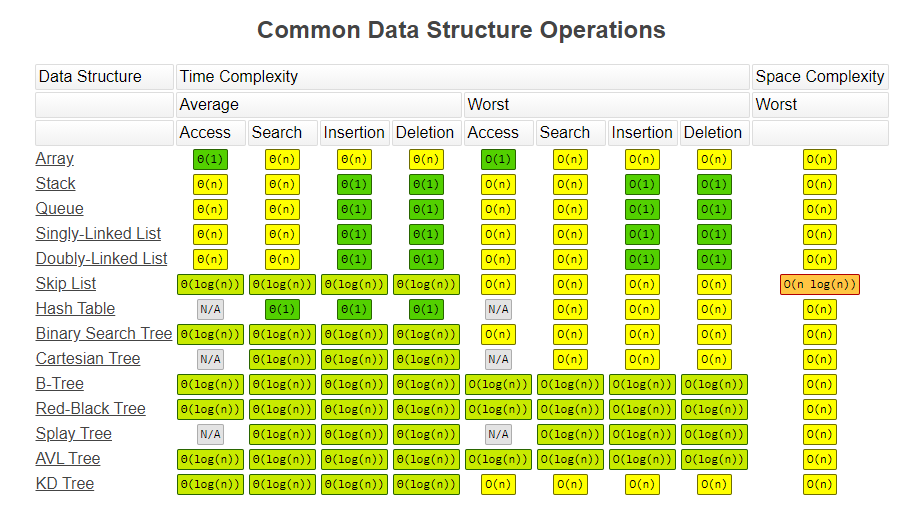 Common Data Structure Operations
Data Structure Time Complexity Space Complexity
Average Worst Worst
Access Search Insertion Deletion Access Search Insertion Deletion
Array Θ(1) Θ(n) Θ(n) Θ(n) O(1) O(n) O(n) O(n) O(n)
Stack Θ(n) Θ(n) Θ(1) Θ(1) O(n) O(n) O(1) O(1) O(n)
Queue Θ(n) Θ(n) Θ(1) Θ(1) O(n) O(n) O(1) O(1) O(n)
Singly-Linked List Θ(n) Θ(n) Θ(1) Θ(1) O(n) O(n) O(1) O(1) O(n)
Doubly-Linked List Θ(n) Θ(n) Θ(1) Θ(1) O(n) O(n) O(1) O(1) O(n)
Skip List Θ(log(n)) Θ(log(n)) Θ(log(n)) Θ(log(n)) O(n) O(n) O(n) O(n) O(n log(n))
Hash Table N/A Θ(1) Θ(1) Θ(1) N/A O(n) O(n) O(n) O(n)
Binary Search Tree Θ(log(n)) Θ(log(n)) Θ(log(n)) Θ(log(n)) O(n) O(n) O(n) O(n) O(n)
Cartesian Tree N/A Θ(log(n)) Θ(log(n)) Θ(log(n)) N/A O(n) O(n) O(n) O(n)
B-Tree Θ(log(n)) Θ(log(n)) Θ(log(n)) Θ(log(n)) O(log(n)) O(log(n)) O(log(n)) O(log(n)) O(n)
Red-Black Tree Θ(log(n)) Θ(log(n)) Θ(log(n)) Θ(log(n)) O(log(n)) O(log(n)) O(log(n)) O(log(n)) O(n)
Splay Tree N/A Θ(log(n)) Θ(log(n)) Θ(log(n)) N/A O(log(n)) O(log(n)) O(log(n)) O(n)
AVL Tree Θ(log(n)) Θ(log(n)) Θ(log(n)) Θ(log(n)) O(log(n)) O(log(n)) O(log(n)) O(log(n)) O(n)
KD Tree Θ(log(n)) Θ(log(n)) Θ(log(n)) Θ(log(n)) O(n) O(n) O(n) O(n) O(n)